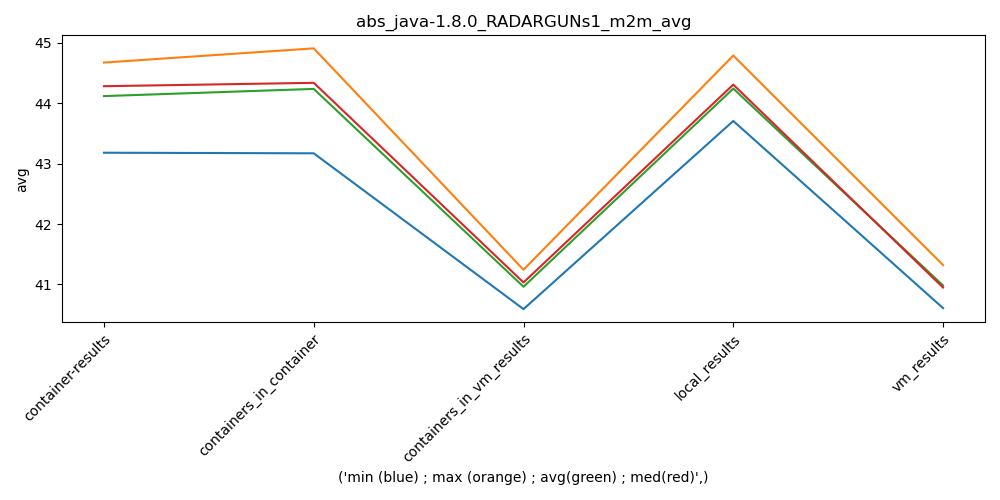 abs_java-1.8.0_RADARGUNs1_m2m_avg
45
44
43
42
41
avg
container-results
containers_in_container
containers_in_vm_results
local_results
vm_results
('min (blue) ; max (orange) ; avg(green) ; med(red)',)